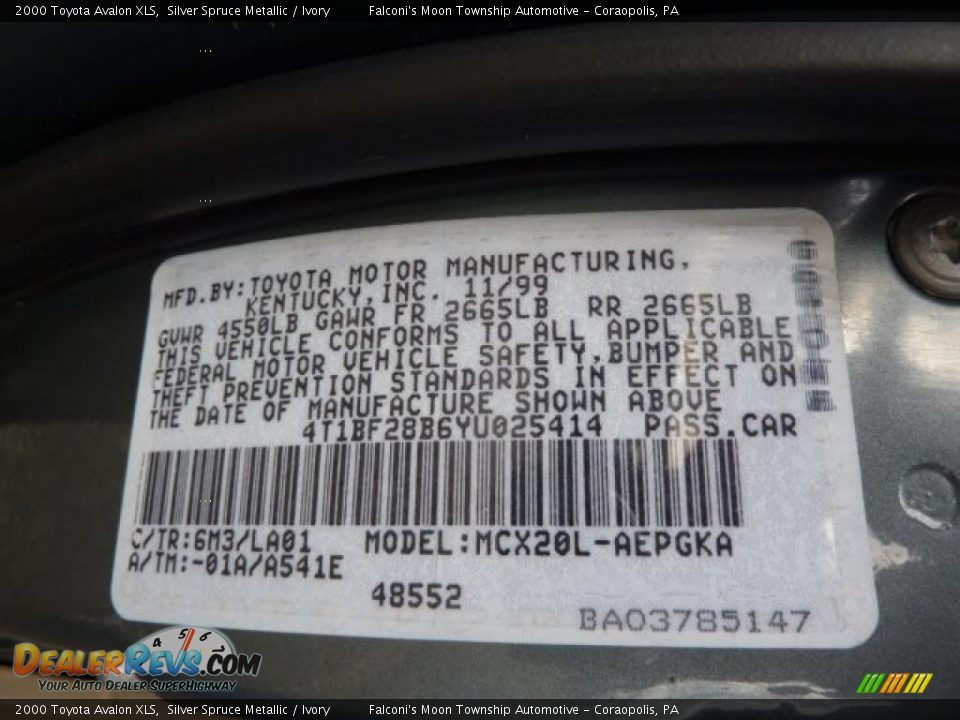 2000 Toyota Avalon XLS,  Silver Spruce Metallic / Ivory        Falconi's Moon Township Automotive - Coraopolis, PA
MFD.BY:TOYOTA MOTOR MANUFACTURING,
KENTUCKY,INC. 11/99
GVWR 4550LB GAWR FR 2665LB RR 2665LB
THIS VEHICLE CONFORMS TO ALL APPLICABLE
FEDERAL MOTOR VEHICLE SAFETY,BUMPER AND
THEFT PREVENTION STANDARDS IN EFFECT ON
THE DATE OF MANUFACTURE SHOWN ABOVE
4T1BF28B6YU025414 PASS.CAR
C/TR:6M3/LA01 MODEL:MCX20L-AEPGKA
A/TM:-01A/A541E
48552
BA03785147
4 5 6
DealerRevs.com
Your Auto Dealer SuperHighway
2000 Toyota Avalon XLS,  Silver Spruce Metallic / Ivory        Falconi's Moon Township Automotive - Coraopolis, PA